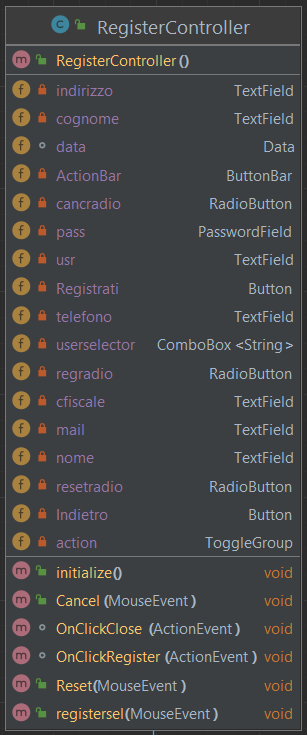 RegisterController
RegisterController()
indirizzo TextField
cognome TextField
data Data
ActionBar ButtonBar
cancradio RadioButton
pass PasswordField
usr TextField
Registrati Button
telefono TextField
userselector ComboBox <String>
regradio RadioButton
cfiscale TextField
mail TextField
nome TextField
resetradio RadioButton
Indietro Button
action ToggleGroup
initialize() void
Cancel (MouseEvent) void
OnClickClose (ActionEvent) void
OnClickRegister (ActionEvent) void
Reset(MouseEvent) void
registersel(MouseEvent) void